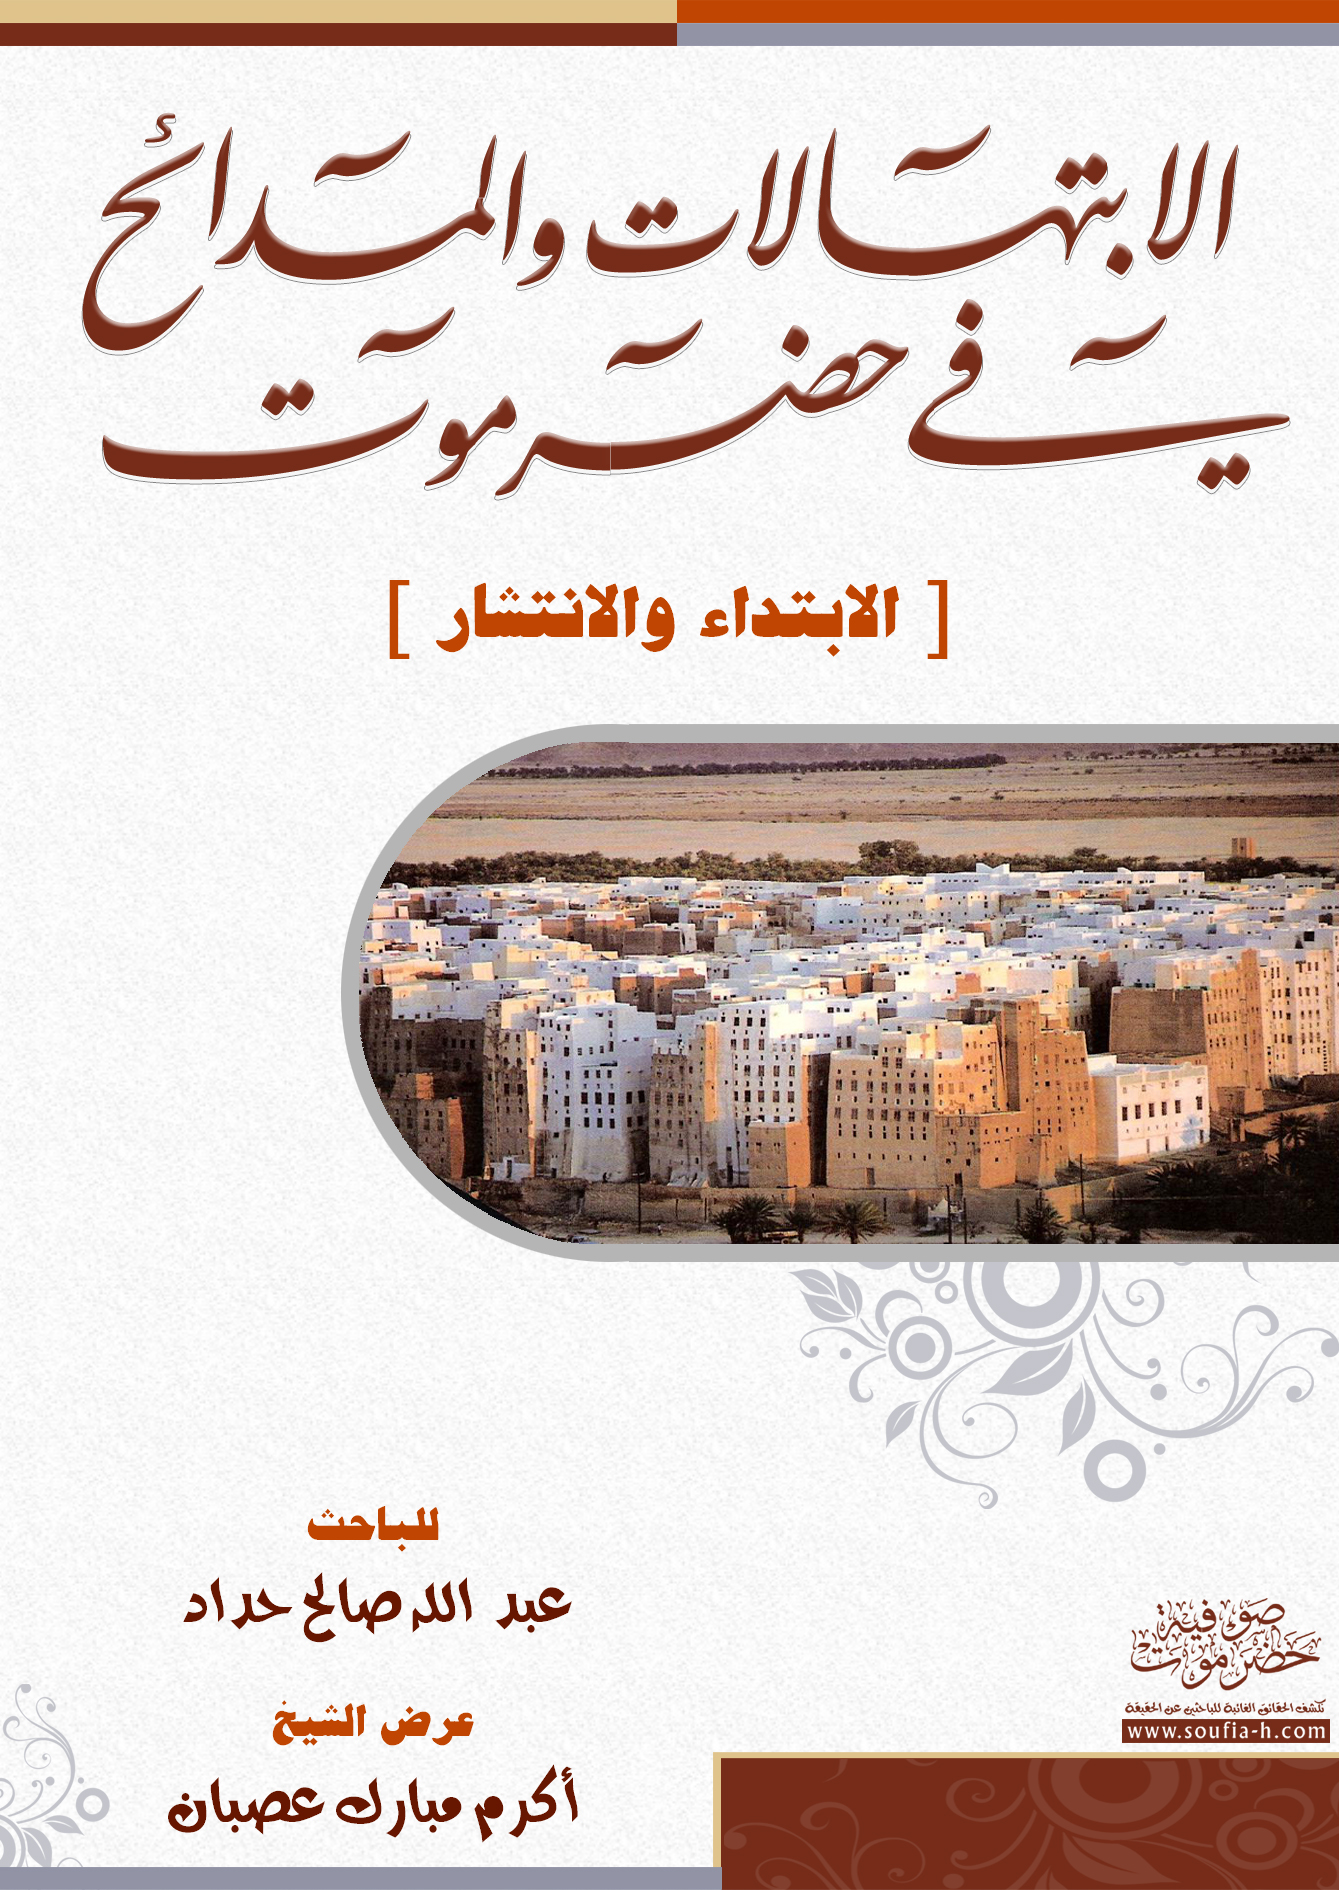 الابتهالات والمدائح
في حضرموت
[ الابتداء والانتشار ]
للباحث
عبد الله صالح حداد
عرض الشيخ
أكرم مبارك عصبان
صوفية
حضرموت
نكشف الحقائق الغائبة للباحثين عن الحقيقة
www.soufia-h.com